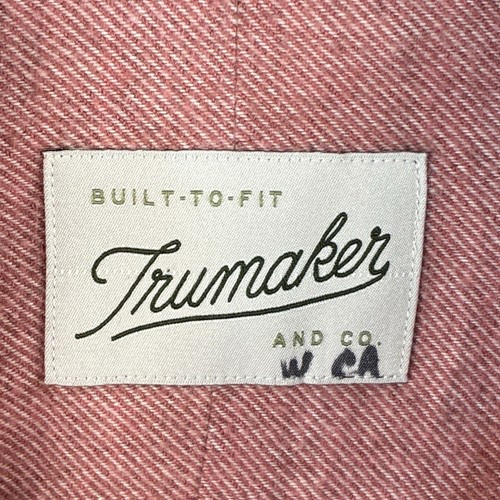 BUILT-TO-FIT
Trumaker
AND CO.
W CA